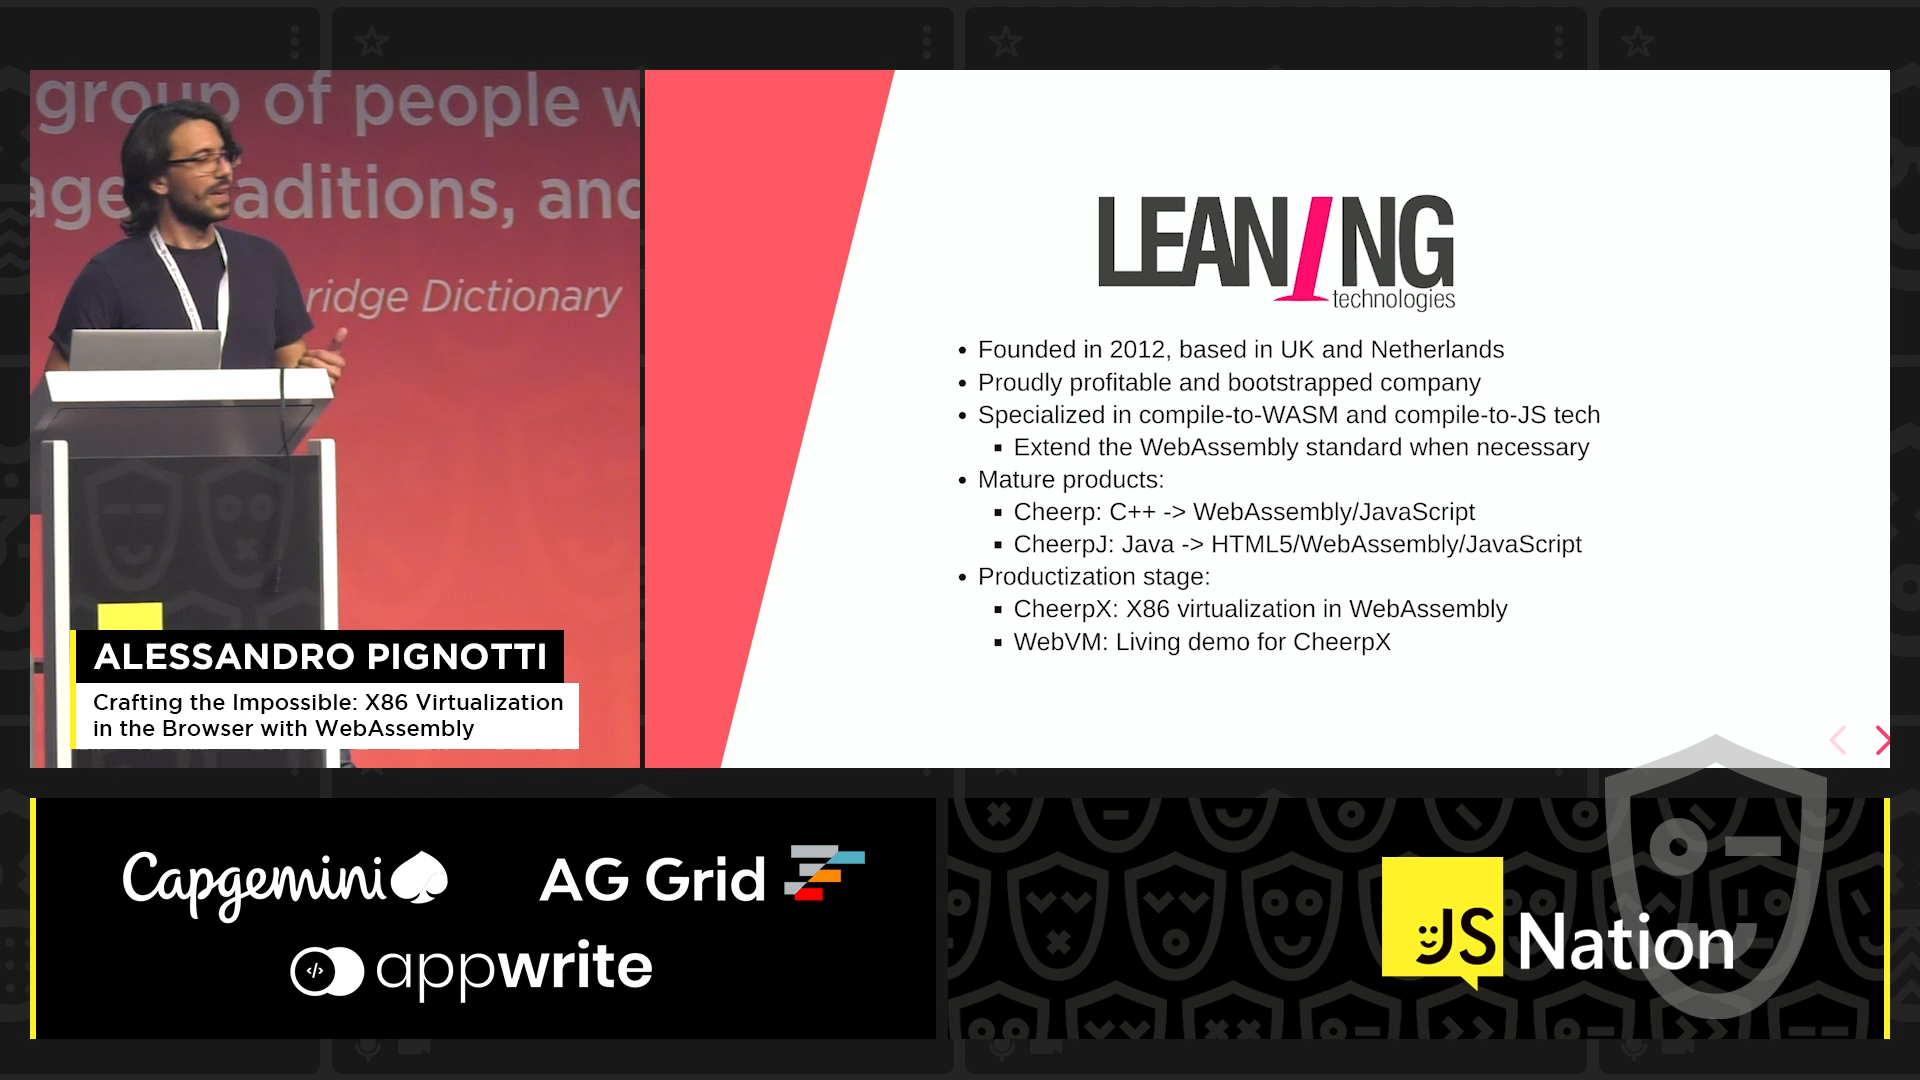 group of people w
age aditions, and
ridge Dictionary
LEANING
technologies
Founded in 2012, based in UK and Netherlands
Proudly profitable and bootstrapped company
Specialized in compile-to-WASM and compile-to-JS tech
Extend the WebAssembly standard when necessary
Mature products:
Cheerp: C++ -> WebAssembly/JavaScript
CheerpJ: Java -> HTML5/WebAssembly/JavaScript
Productization stage:
CheerpX: X86 virtualization in WebAssembly
WebVM: Living demo for CheerpX
ALESSANDRO PIGNOTTI
Crafting the Impossible: X86 Virtualization
in the Browser with WebAssembly
Capgemini
AG Grid
appwrite
JS Nation